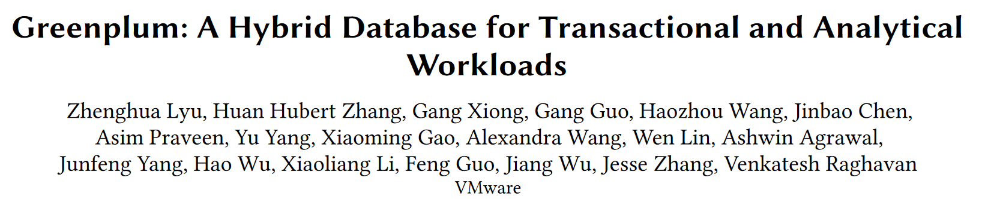 Greenplum: A Hybrid Database for Transactional and Analytical
Workloads
Zhenghua Lyu, Huan Hubert Zhang, Gang Xiong, Gang Guo, Haozhou Wang, Jinbao Chen,
Asim Praveen, Yu Yang, Xiaoming Gao, Alexandra Wang, Wen Lin, Ashwin Agrawal,
Junfeng Yang, Hao Wu, Xiaoliang Li, Feng Guo, Jiang Wu, Jesse Zhang, Venkatesh Raghavan
VMware